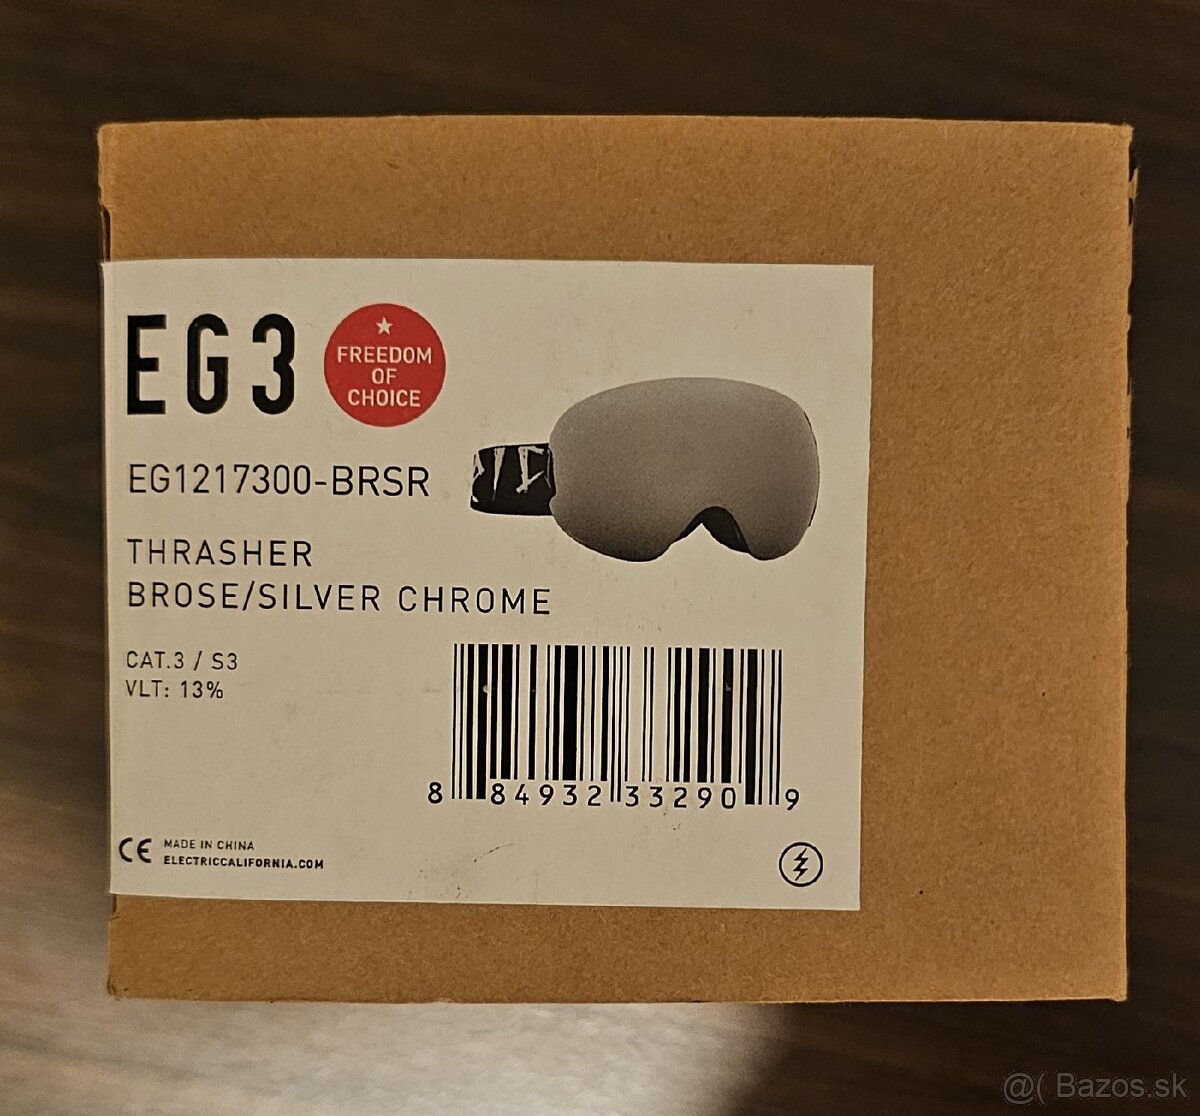 EG3
FREEDOM
OF
CHOICE
EG1217300-BRSR
THRASHER
BROSE/SILVER CHROME
CAT.3 / S3
VLT: 13%
8 84932 33290 9
CE MADE IN CHINA
ELECTRICCALIFORNIA.COM
@( Bazos.sk